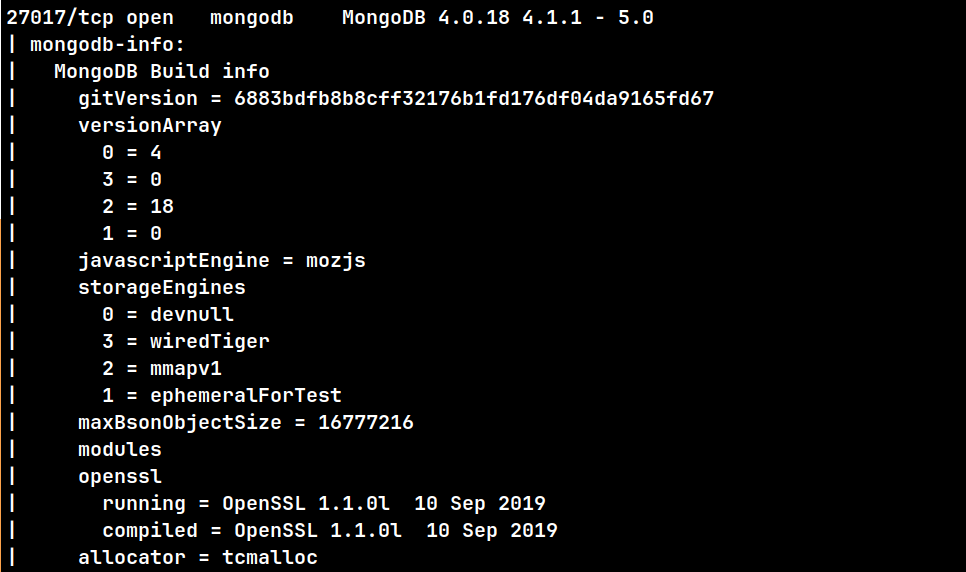 27017/tcp open   mongodb    MongoDB 4.0.18 4.1.1 - 5.0
| mongodb-info:
|   MongoDB Build info
|     gitVersion = 6883bdfb8b8cff32176b1fd176df04da9165fd67
|     versionArray
|       0 = 4
|       3 = 0
|       2 = 18
|       1 = 0
|     javascriptEngine = mozjs
|     storageEngines
|       0 = devnull
|       3 = wiredTiger
|       2 = mmapv1
|       1 = ephemeralForTest
|     maxBsonObjectSize = 16777216
|     modules
|     openssl
|       running = OpenSSL 1.1.0l  10 Sep 2019
|       compiled = OpenSSL 1.1.0l  10 Sep 2019
|     allocator = tcmalloc